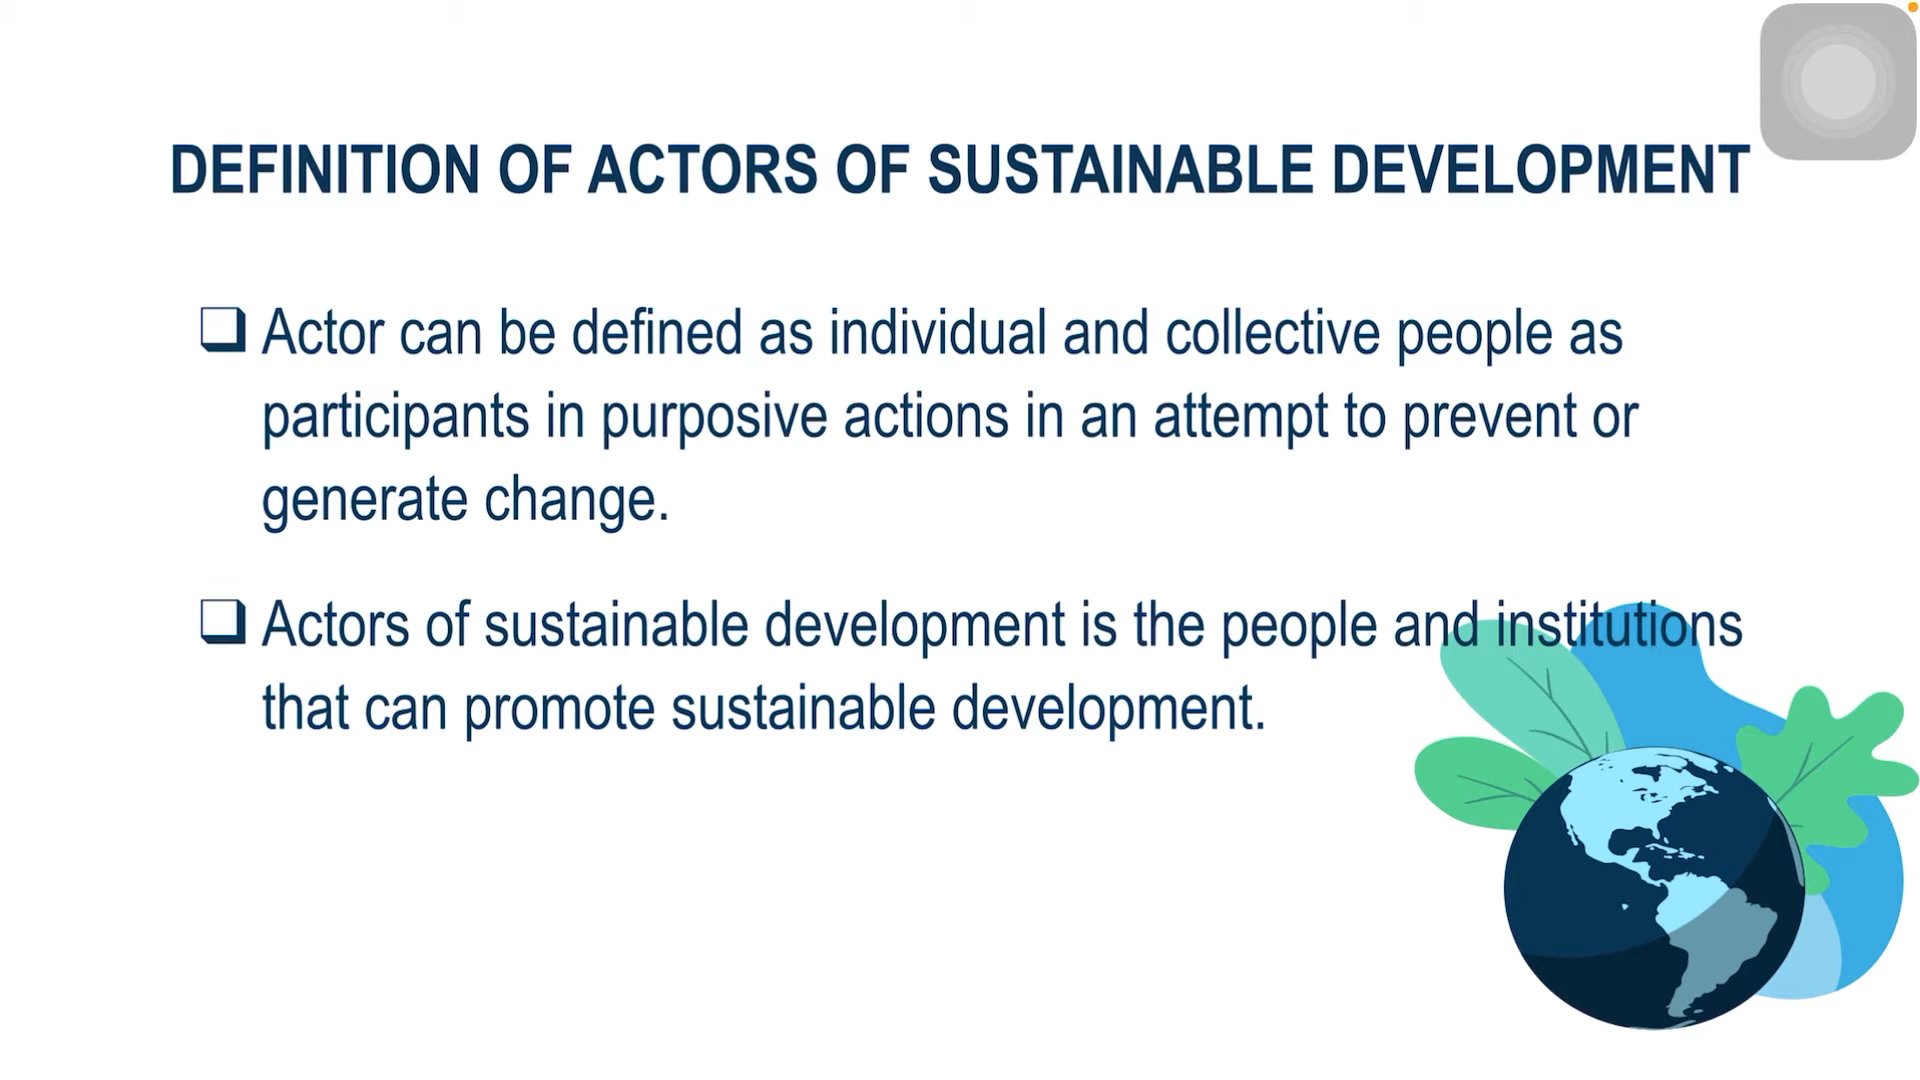 DEFINITION OF ACTORS OF SUSTAINABLE DEVELOPMENT
❑ Actor can be defined as individual and collective people as
participants in purposive actions in an attempt to prevent or
generate change.
❑ Actors of sustainable development is the people and institutions
that can promote sustainable development.